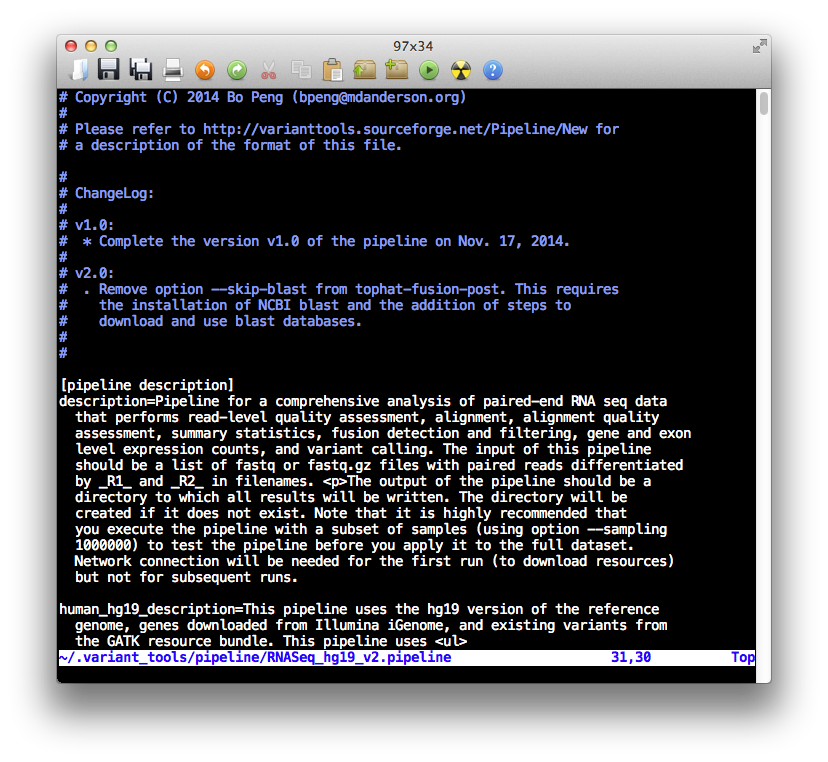 97x34
# Copyright (C) 2014 Bo Peng (bpeng@mdanderson.org)
#
# Please refer to http://varianttools.sourceforge.net/Pipeline/New for
# a description of the format of this file.
#
# ChangeLog:
#
# v1.0:
#  * Complete the version v1.0 of the pipeline on Nov. 17, 2014.
#
# v2.0:
#  . Remove option --skip-blast from tophat-fusion-post. This requires
#    the installation of NCBI blast and the addition of steps to
#    download and use blast databases.
#
#
[pipeline description]
description=Pipeline for a comprehensive analysis of paired-end RNA seq data
  that performs read-level quality assessment, alignment, alignment quality
  assessment, summary statistics, fusion detection and filtering, gene and exon
  level expression counts, and variant calling. The input of this pipeline
  should be a list of fastq or fastq.gz files with paired reads differentiated
  by _R1_ and _R2_ in filenames. <p>The output of the pipeline should be a
  directory to which all results will be written. The directory will be
  created if it does not exist. Note that it is highly recommended that
  you execute the pipeline with a subset of samples (using option --sampling
  1000000) to test the pipeline before you apply it to the full dataset.
  Network connection will be needed for the first run (to download resources)
  but not for subsequent runs.
human_hg19_description=This pipeline uses the hg19 version of the reference
  genome, genes downloaded from Illumina iGenome, and existing variants from
  the GATK resource bundle. This pipeline uses <ul>
~/.variant_tools/pipeline/RNASeq_hg19_v2.pipeline 31,30 Top